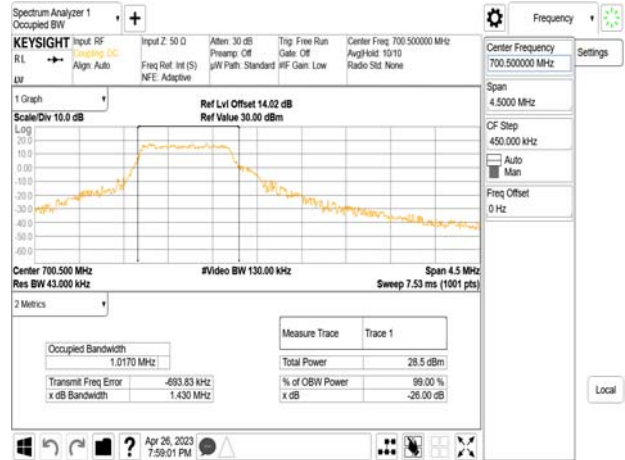 Spectrum Analyzer 1
Occupied BW
Frequency
KEYSIGHT
Input: RF
Coupling: DC
Align: Auto
Input Z: 50 Ω
Freq Ref: Int (S)
NFE: Adaptive
Atten: 30 dB
Preamp: Off
µW Path: Standard
Trig: Free Run
Gate: Off
#IF Gain: Low
Center Freq: 700.500000 MHz
Avg|Hold: 10/10
Radio Std: None
RL
Center Frequency
700.500000 MHz
Settings
Span
4.5000 MHz
CF Step
450.000 kHz
Auto
Man
Freq Offset
0 Hz
Local
1 Graph
Scale/Div 10.0 dB
Ref Lvl Offset 14.02 dB
Ref Value 30.00 dBm
Log
20.0
10.0
0.00
-10.0
-20.0
-30.0
-40.0
-50.0
-60.0
Center 700.500 MHz
Res BW 43.000 kHz
#Video BW 130.00 kHz
Span 4.5 MHz
Sweep 7.53 ms (1001 pts)
2 Metrics
Occupied Bandwidth
1.0170 MHz
Transmit Freq Error -693.83 kHz
x dB Bandwidth 1.430 MHz
Measure Trace Trace 1
Total Power 28.5 dBm
% of OBW Power 99.00 %
x dB -26.00 dB
Apr 26, 2023
7:59:01 PM